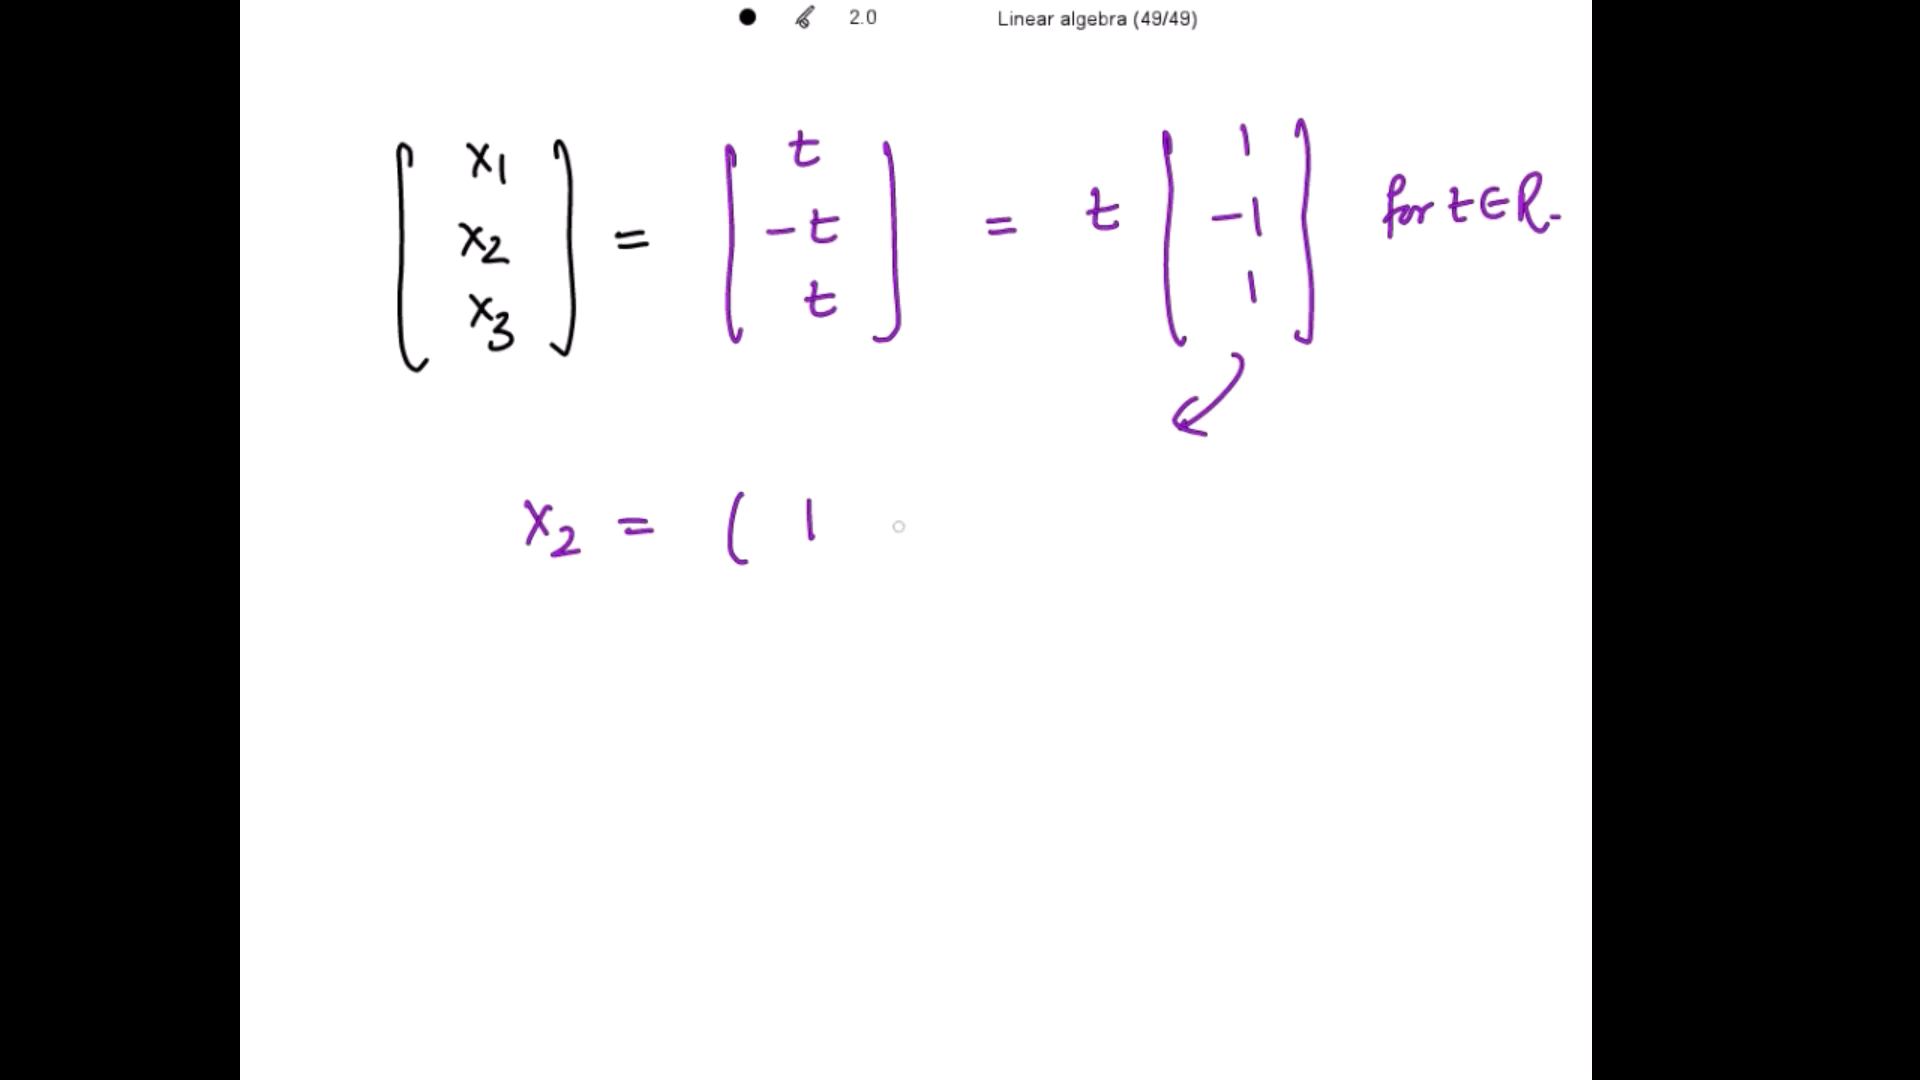 2.0 Linear algebra (49/49)
[ x1 x2 x3 ] = [ t -t t ] = t [ 1 -1 1 ] for t ∈ R.
x2 = ( 1